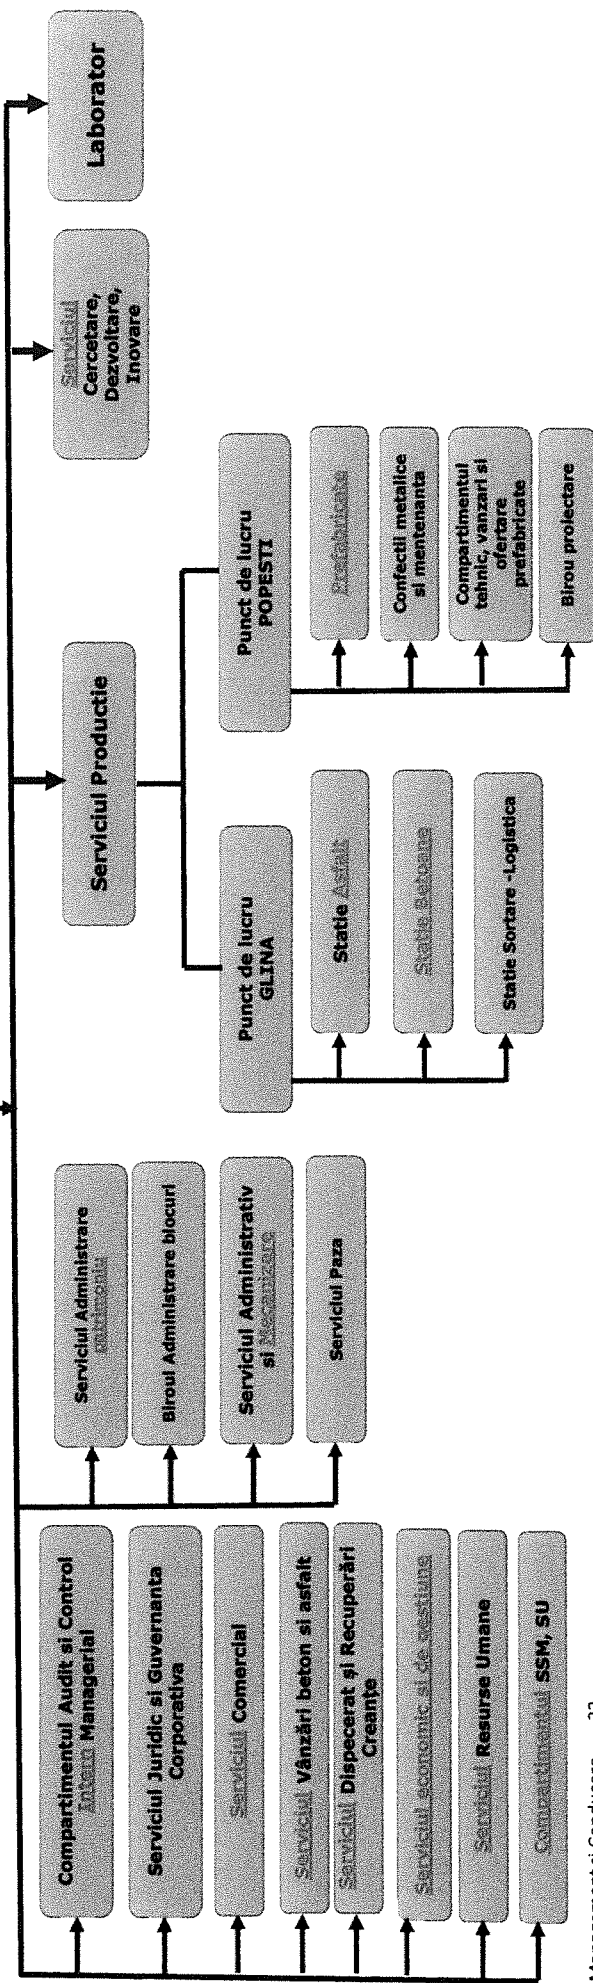 Compartimentul Audit si Control
Intern Managerial
Serviciul Juridic si Guvernanta
Corporativa
Serviciul Comercial
Serviciul Vânzări beton si asfalt
Serviciul Dispecerat și Recuperări
Creanțe
Serviciul economic si de gestiune
Serviciul Resurse Umane
Compartimentul SSM, SU
Serviciul Administrare
patrimoniu
Biroul Administrare blocuri
Serviciul Administrativ
si Mecanizare
Serviciul Paza
Serviciul Productie
Punct de lucru
GLINA
Statie Asfalt
Statie Betoane
Statie Sortare -Logistica
Punct de lucru
POPESTI
Prefabricate
Confectii metalice
si mentenanta
Compartimentul
tehnic, vanzari si
ofertare
prefabricate
Birou proiectare
Serviciul
Cercetare,
Dezvoltare,
Inovare
Laborator